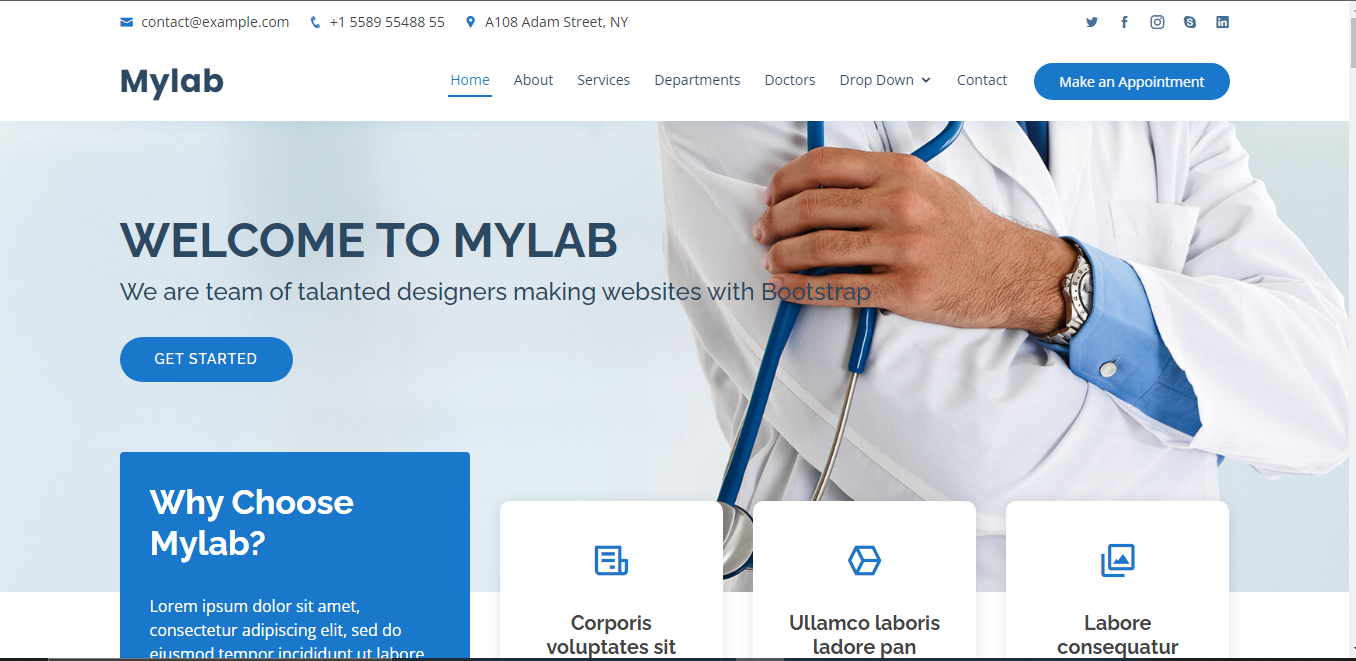 contact@example.com +1 5589 55488 55 A108 Adam Street, NY
Mylab Home About Services Departments Doctors Drop Down Contact Make an Appointment
WELCOME TO MYLAB
We are team of talanted designers making websites with Bootstrap
GET STARTED
Why Choose
Mylab?
Lorem ipsum dolor sit amet,
consectetur adipiscing elit, sed do
eiusmod tempor incididunt ut labore
Corporis
voluptates sit
Ullamco laboris
ladore pan
Labore
consequatur